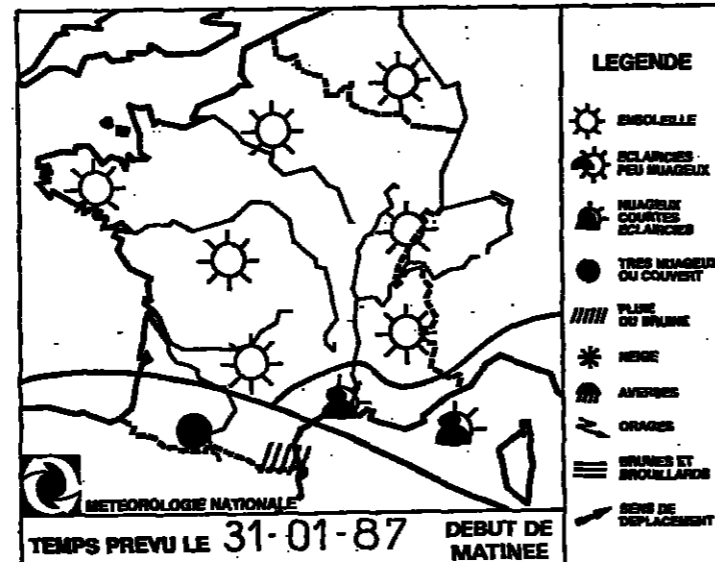 LEGENDE
ENSOLEILLE
ECLAIRCIES
PEU NUAGEUX
NUAGEUX
COURTES
ECLAIRCIES
TRES NUAGEUX
OU COUVERT
PLUIE
OU BRUINE
NEIGE
AVERSES
ORAGES
BRUMES ET
BROUILLARDS
SENS DE
DEPLACEMENT
METEOROLOGIE NATIONALE
TEMPS PREVU LE 31-01-87 DEBUT DE
MATINEE